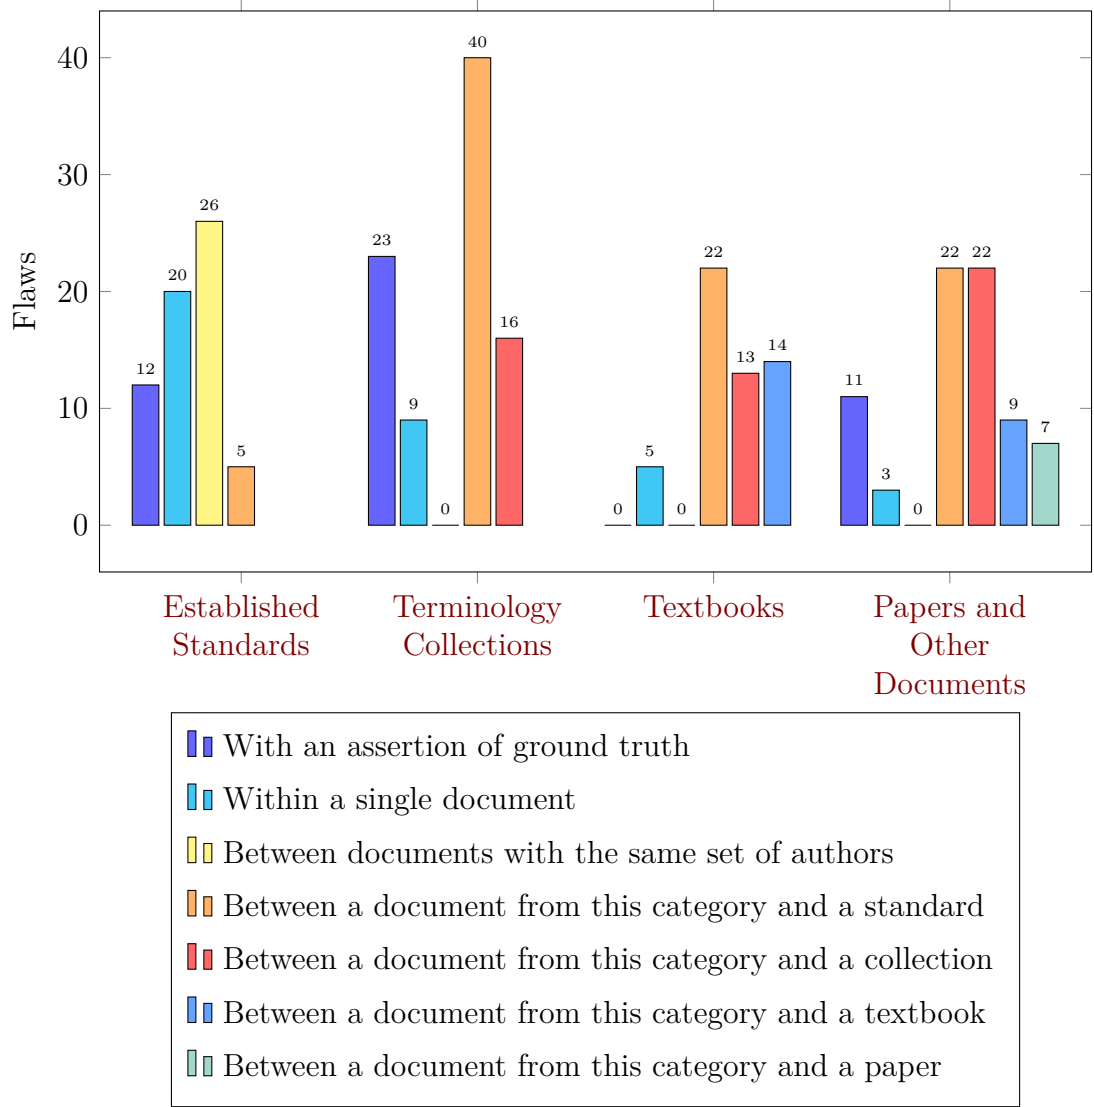 40
30
20
10
0
Flaws
12
20
26
5
23
9
0
40
16
0
5
0
22
13
14
11
3
0
22
22
9
7
Established
Standards
Terminology
Collections
Textbooks
Papers and
Other
Documents
With an assertion of ground truth
Within a single document
Between documents with the same set of authors
Between a document from this category and a standard
Between a document from this category and a collection
Between a document from this category and a textbook
Between a document from this category and a paper